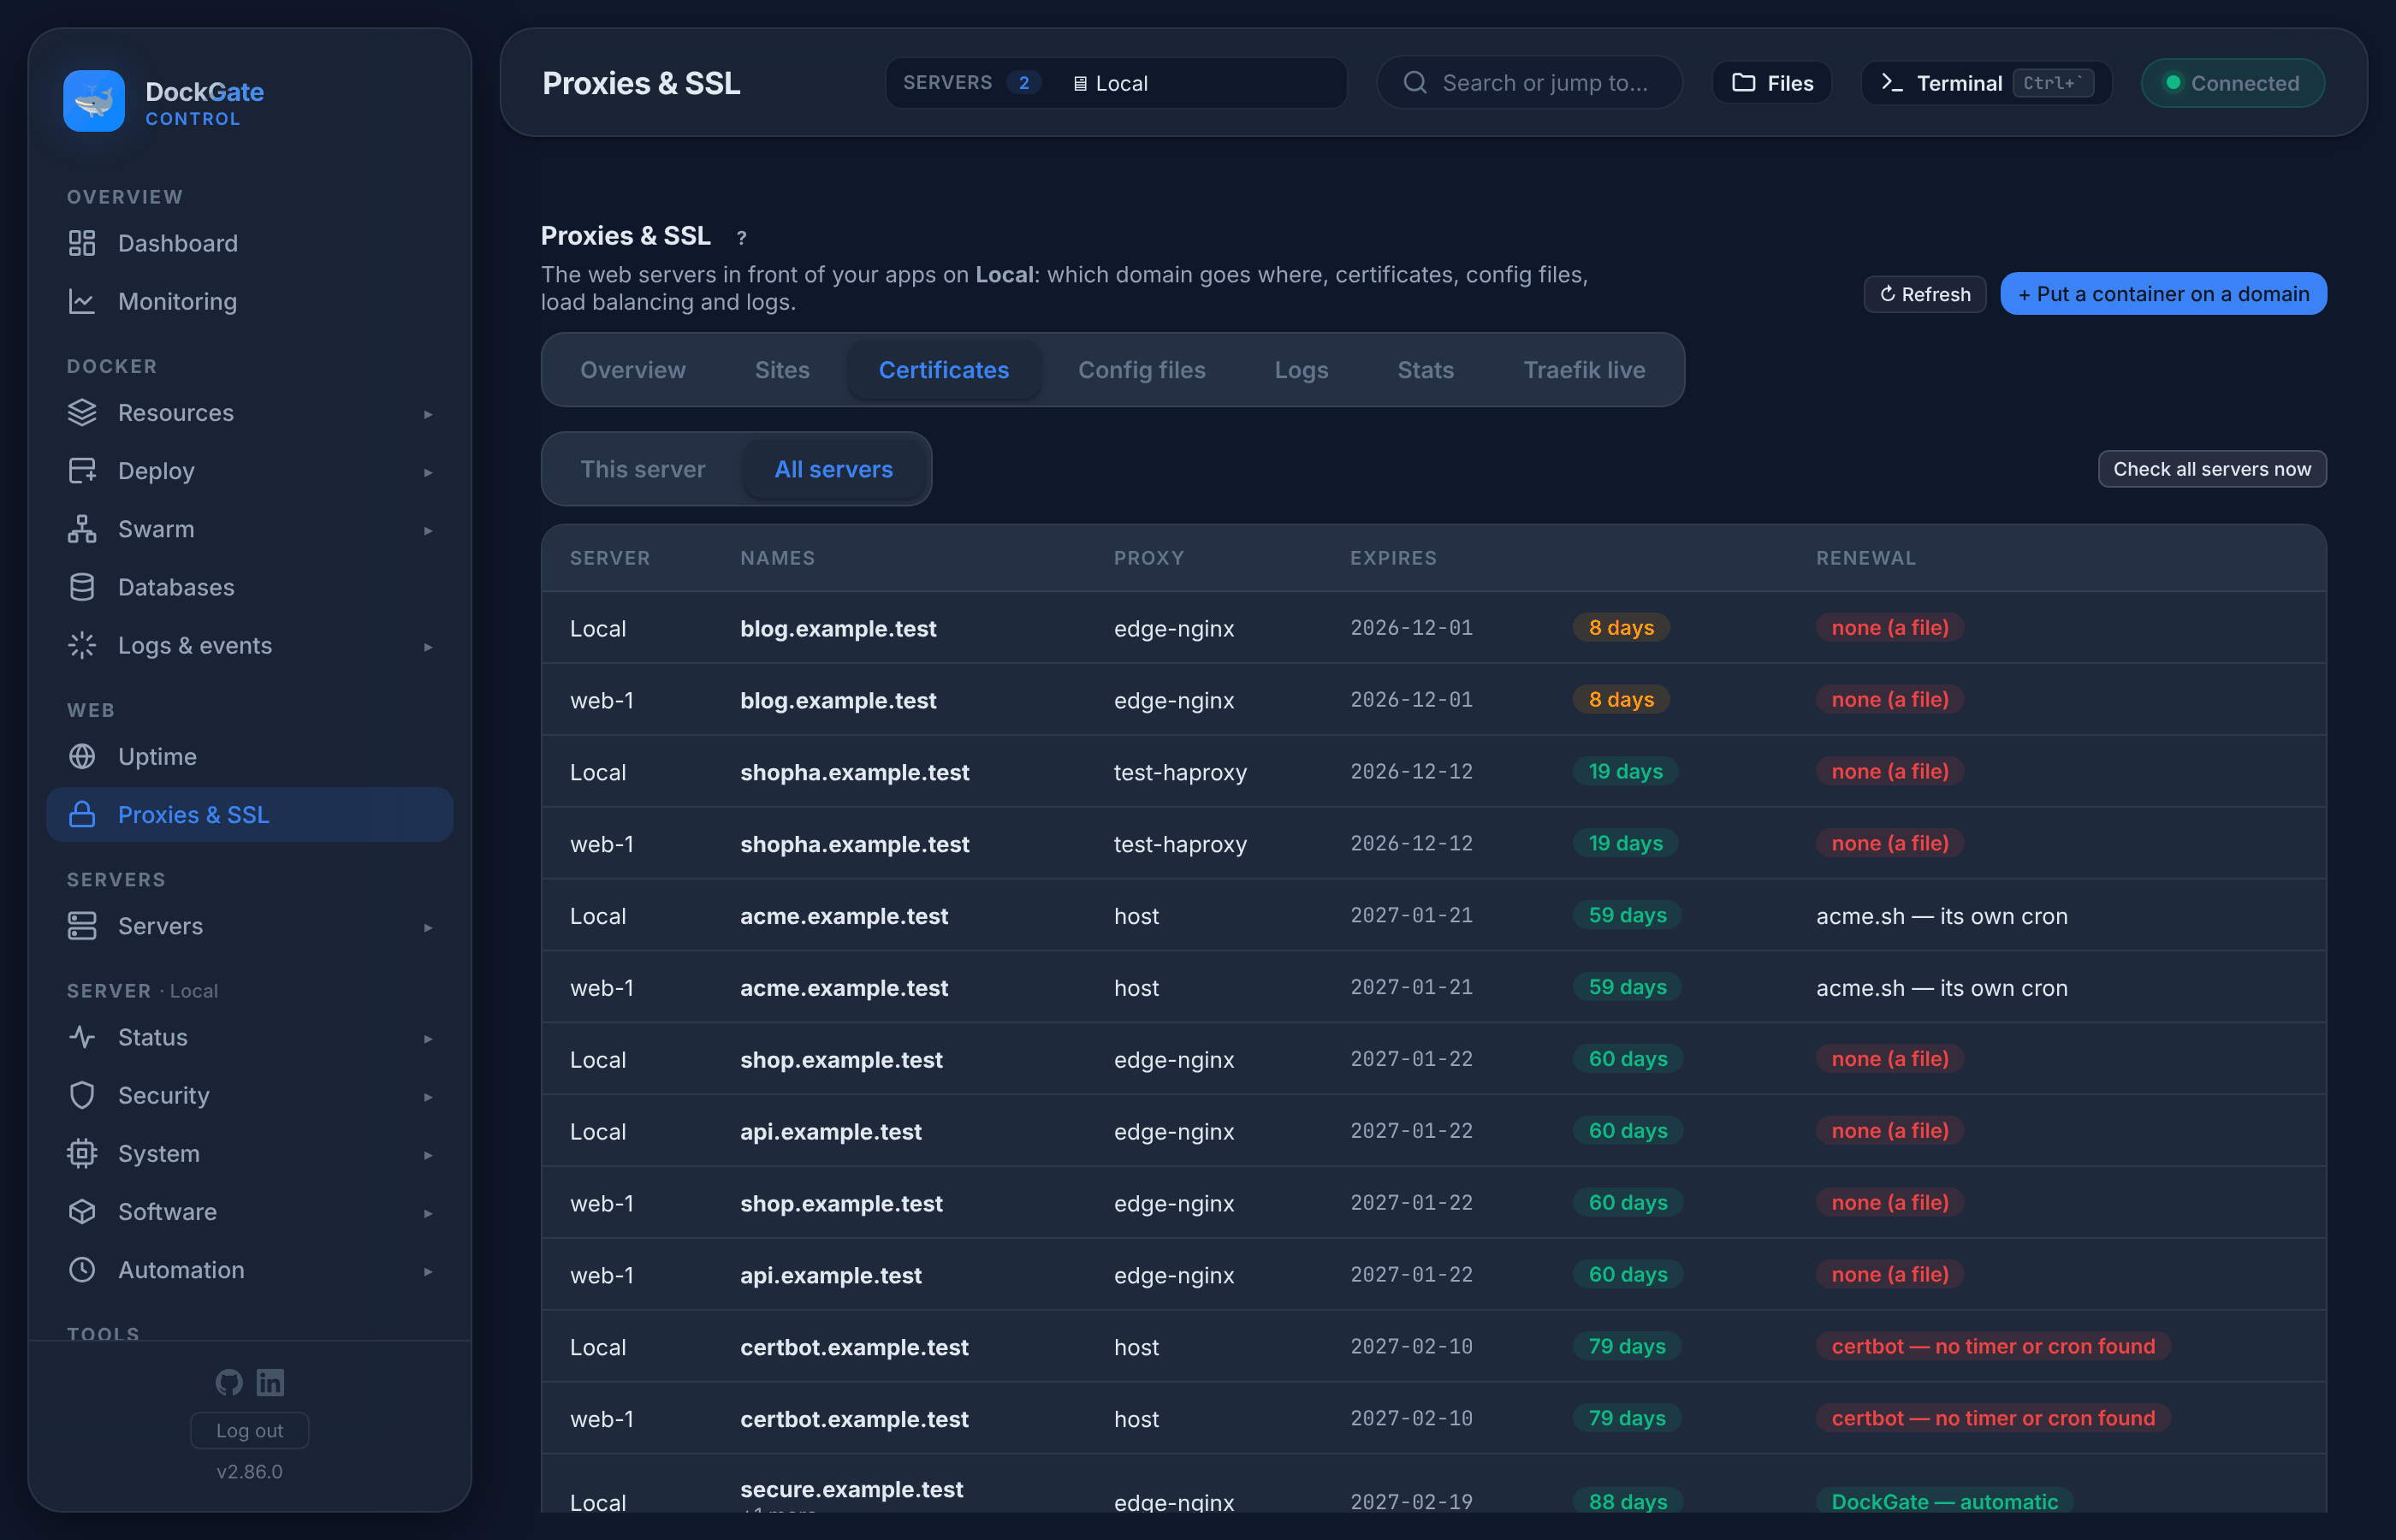 DockGate
CONTROL
OVERVIEW
Dashboard
Monitoring
DOCKER
Resources
Deploy
Swarm
Databases
Logs & events
WEB
Uptime
Proxies & SSL
SERVERS
Servers
SERVER · Local
Status
Security
System
Software
Automation
TOOLS
Log out
v2.86.0
Proxies & SSL
SERVERS 2 Local
Search or jump to...
Files
Terminal Ctrl+`
Connected
Proxies & SSL ?
The web servers in front of your apps on Local: which domain goes where, certificates, config files,
load balancing and logs.
Refresh
+ Put a container on a domain
Overview Sites Certificates Config files Logs Stats Traefik live
This server All servers
Check all servers now
SERVER NAMES PROXY EXPIRES RENEWAL
Local blog.example.test edge-nginx 2026-12-01 8 days none (a file)
web-1 blog.example.test edge-nginx 2026-12-01 8 days none (a file)
Local shopha.example.test test-haproxy 2026-12-12 19 days none (a file)
web-1 shopha.example.test test-haproxy 2026-12-12 19 days none (a file)
Local acme.example.test host 2027-01-21 59 days acme.sh — its own cron
web-1 acme.example.test host 2027-01-21 59 days acme.sh — its own cron
Local shop.example.test edge-nginx 2027-01-22 60 days none (a file)
Local api.example.test edge-nginx 2027-01-22 60 days none (a file)
web-1 shop.example.test edge-nginx 2027-01-22 60 days none (a file)
web-1 api.example.test edge-nginx 2027-01-22 60 days none (a file)
Local certbot.example.test host 2027-02-10 79 days certbot — no timer or cron found
web-1 certbot.example.test host 2027-02-10 79 days certbot — no timer or cron found
Local secure.example.test edge-nginx 2027-02-19 88 days DockGate — automatic